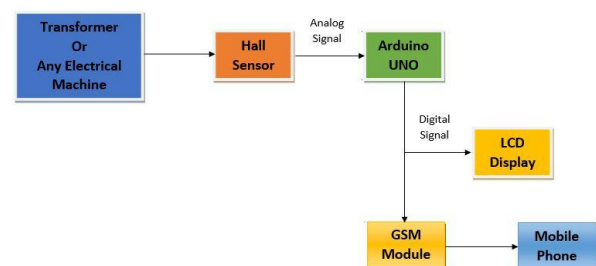 Transformer
Or
Any Electrical
Machine
Hall
Sensor
Analog
Signal
Arduino
UNO
Digital
Signal
LCD
Display
GSM
Module
Mobile
Phone